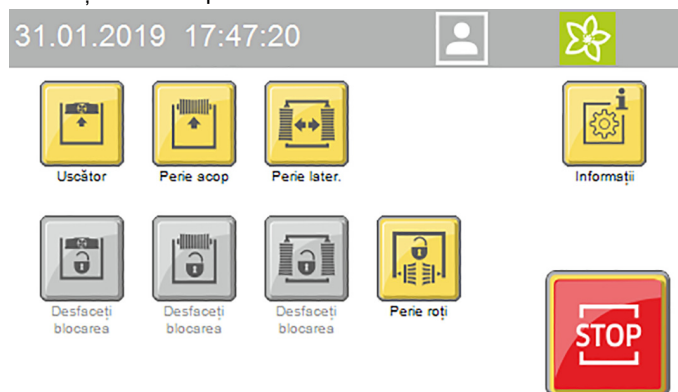 31.01.2019 17:47:20
Uscător
Perie acop
Perie later.
Informații
Desfaceți
blocarea
Desfaceți
blocarea
Desfaceți
blocarea
Perie roți
STOP